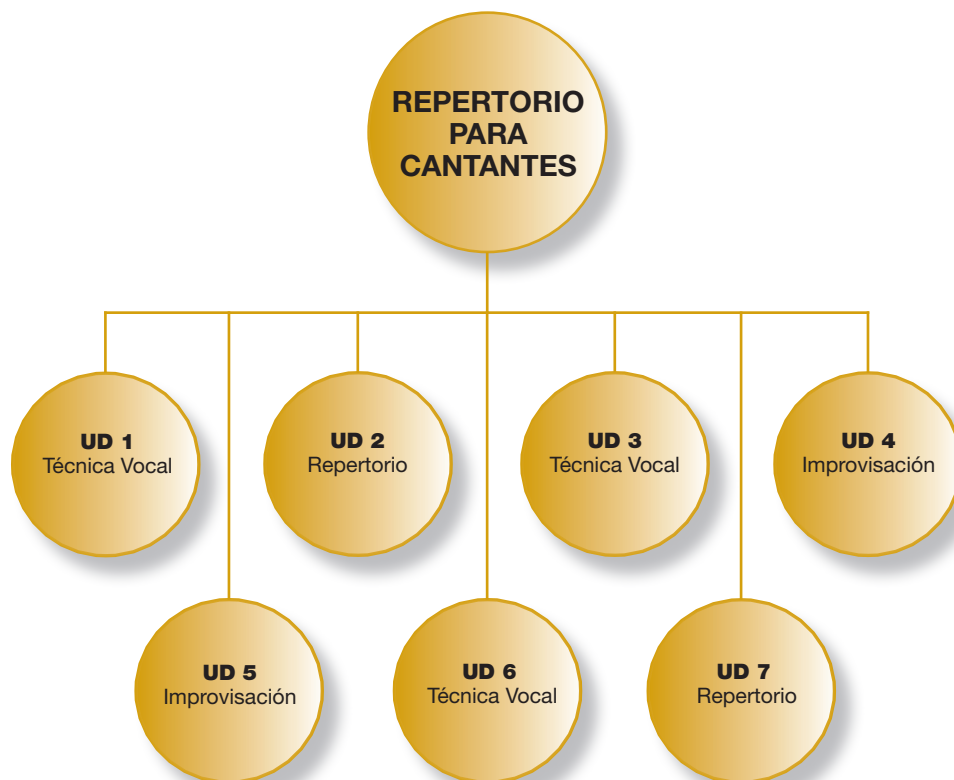 REPERTORIO
PARA
CANTANTES
UD 1
Técnica Vocal
UD 2
Repertorio
UD 3
Técnica Vocal
UD 4
Improvisación
UD 5
Improvisación
UD 6
Técnica Vocal
UD 7
Repertorio